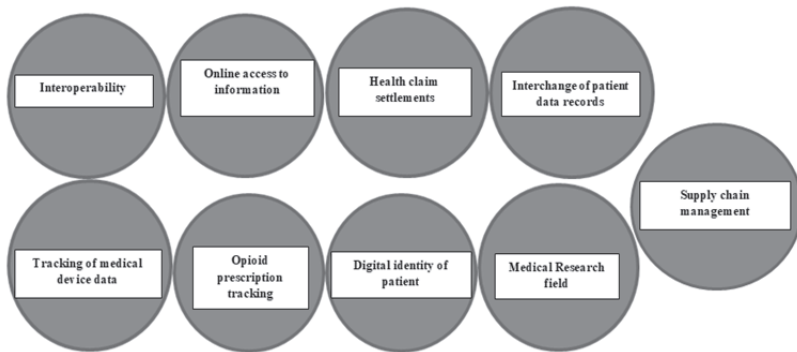 Interoperability
Online access to
information
Health claim
settlements
Interchange of patient
data records
Supply chain
management
Tracking of medical
device data
Opioid
prescription
tracking
Digital identity of
patient
Medical Research
field